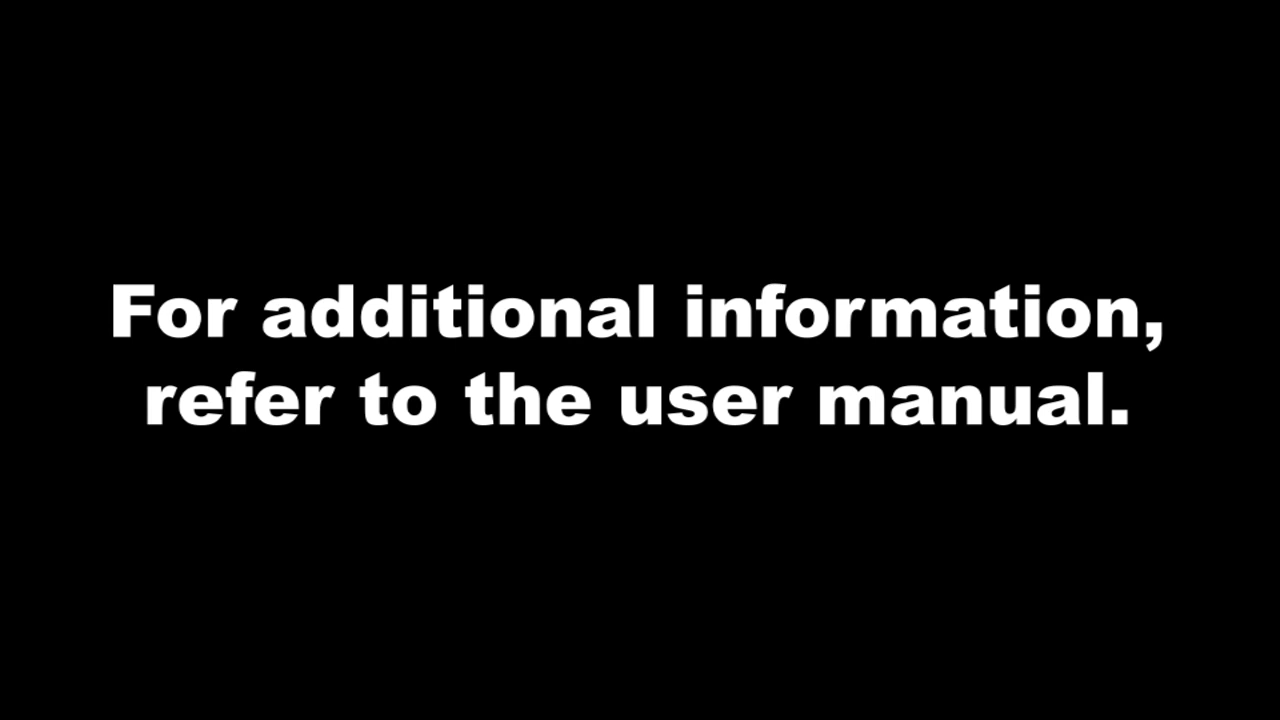 For additional information,
refer to the user manual.